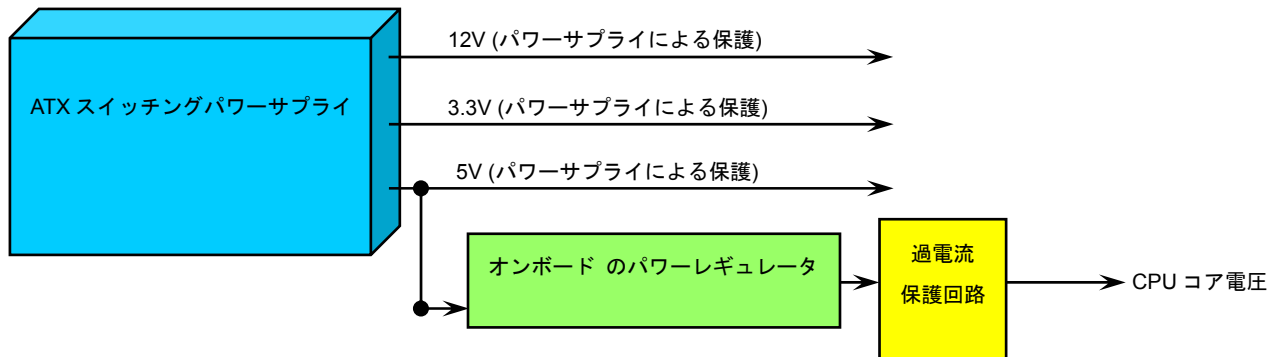 12V (パワーサプライによる保護)
ATX スイッチングパワーサプライ
3.3V (パワーサプライによる保護)
5V (パワーサプライによる保護)
オンボード のパワーレギュレータ
過電流
保護回路
CPU コア電圧